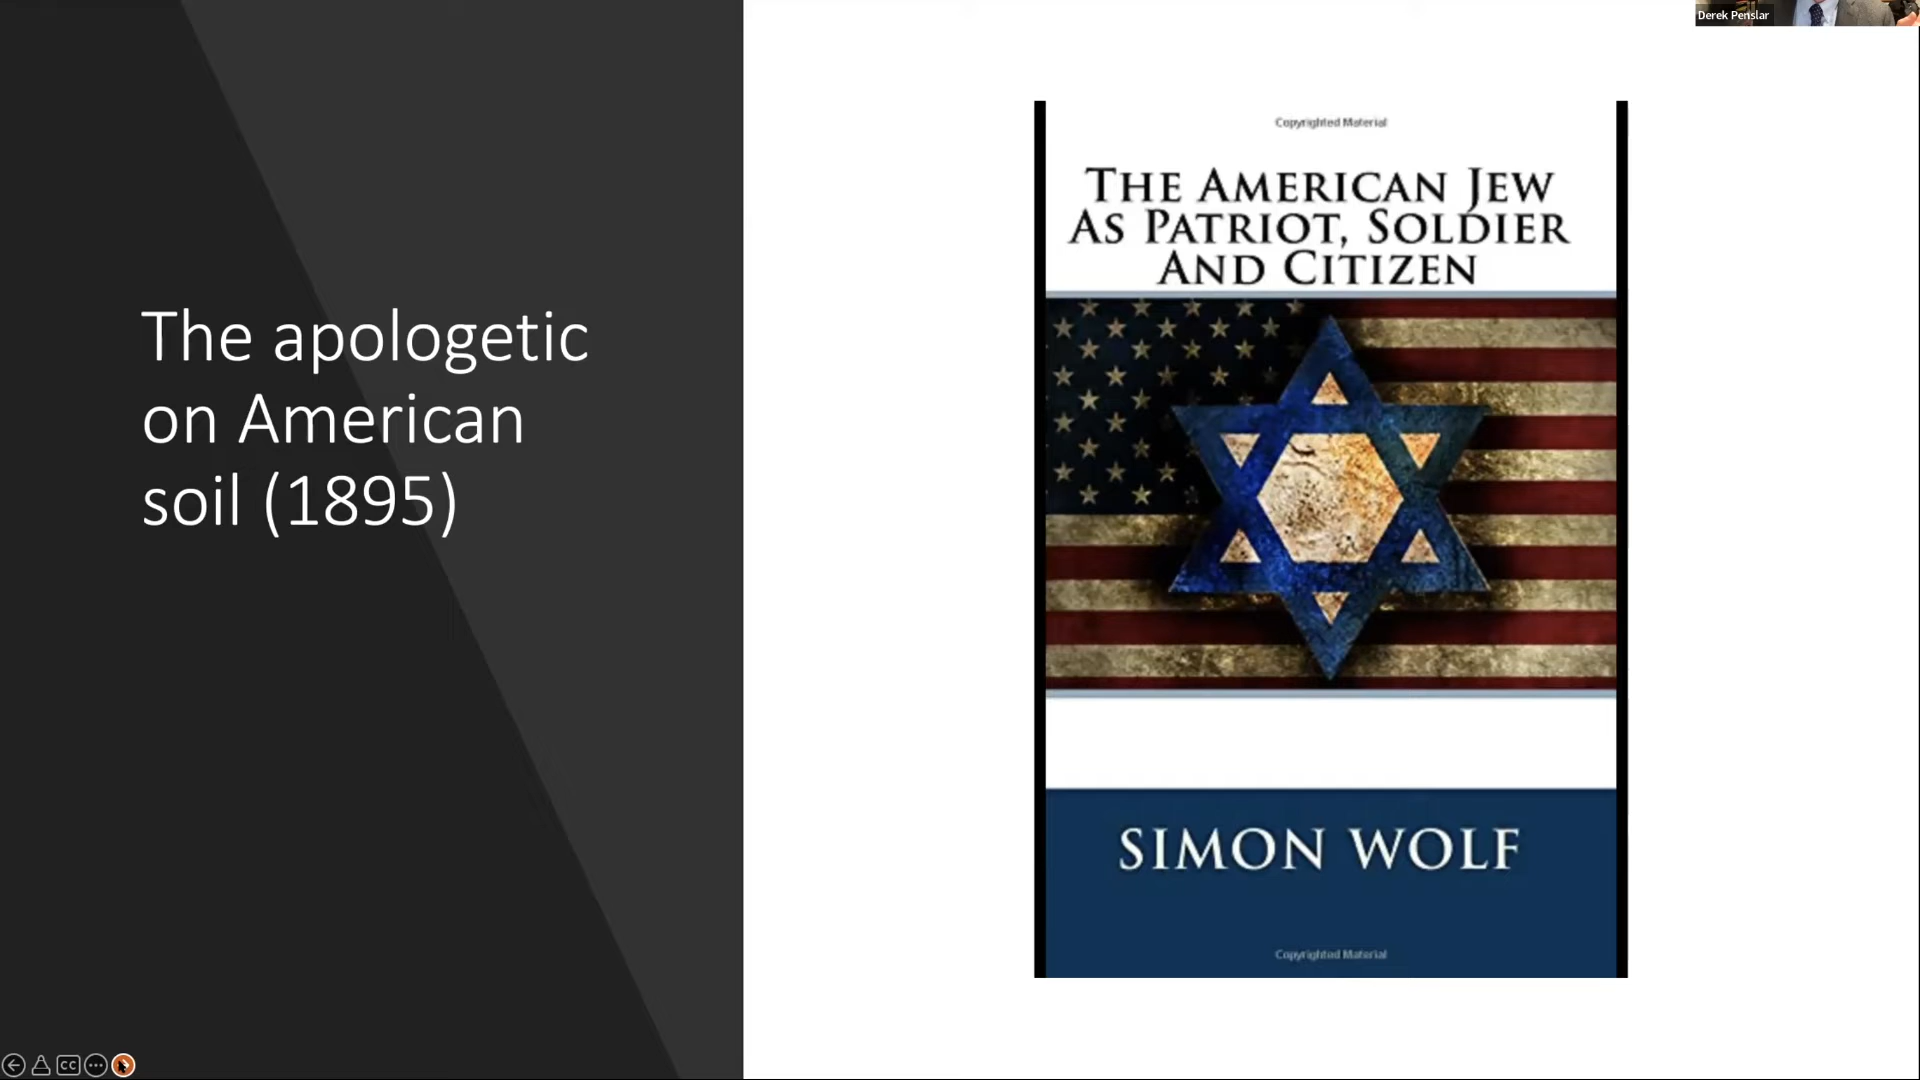 Derek Penslar
The apologetic
on American
soil (1895)
Copyrighted Material
THE AMERICAN JEW
AS PATRIOT, SOLDIER
AND CITIZEN
SIMON WOLF
Copyrighted Material
CC